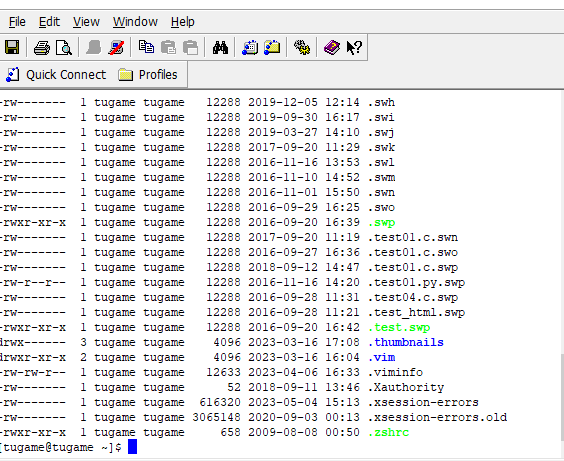 File Edit View Window Help
Quick Connect Profiles
-rw------- 1 tugame tugame 12288 2019-12-05 12:14 .swh
-rw------- 1 tugame tugame 12288 2019-09-30 16:17 .swi
-rw------- 1 tugame tugame 12288 2019-03-27 14:10 .swj
-rw------- 1 tugame tugame 12288 2017-09-20 11:29 .swk
-rw------- 1 tugame tugame 12288 2016-11-16 13:53 .swl
-rw------- 1 tugame tugame 12288 2016-11-10 14:52 .swm
-rw------- 1 tugame tugame 12288 2016-11-01 15:50 .swn
-rw------- 1 tugame tugame 12288 2016-09-29 16:25 .swo
-rwxr-xr-x 1 tugame tugame 12288 2016-09-20 16:39 .swp
-rw------- 1 tugame tugame 12288 2017-09-20 11:19 .test01.c.swn
-rw------- 1 tugame tugame 12288 2016-09-27 16:36 .test01.c.swo
-rw------- 1 tugame tugame 12288 2018-09-12 14:47 .test01.c.swp
-rw-r--r-- 1 tugame tugame 12288 2016-11-16 14:20 .test01.py.swp
-rw------- 1 tugame tugame 12288 2016-09-28 11:31 .test04.c.swp
-rw------- 1 tugame tugame 12288 2016-09-28 11:21 .test_html.swp
-rwxr-xr-x 1 tugame tugame 12288 2016-09-20 16:42 .test.swp
drwx------ 3 tugame tugame 4096 2023-03-16 17:08 .thumbnails
drwxr-xr-x 2 tugame tugame 4096 2023-03-16 16:04 .vim
-rw-rw-r-- 1 tugame tugame 12633 2023-04-06 16:33 .viminfo
-rw------- 1 tugame tugame 52 2018-09-11 13:46 .Xauthority
-rw------- 1 tugame tugame 616320 2023-05-04 15:13 .xsession-errors
-rw------- 1 tugame tugame 3065148 2020-09-03 00:13 .xsession-errors.old
-rwxr-xr-x 1 tugame tugame 658 2009-08-08 00:50 .zshrc
[tugame@tugame ~]$